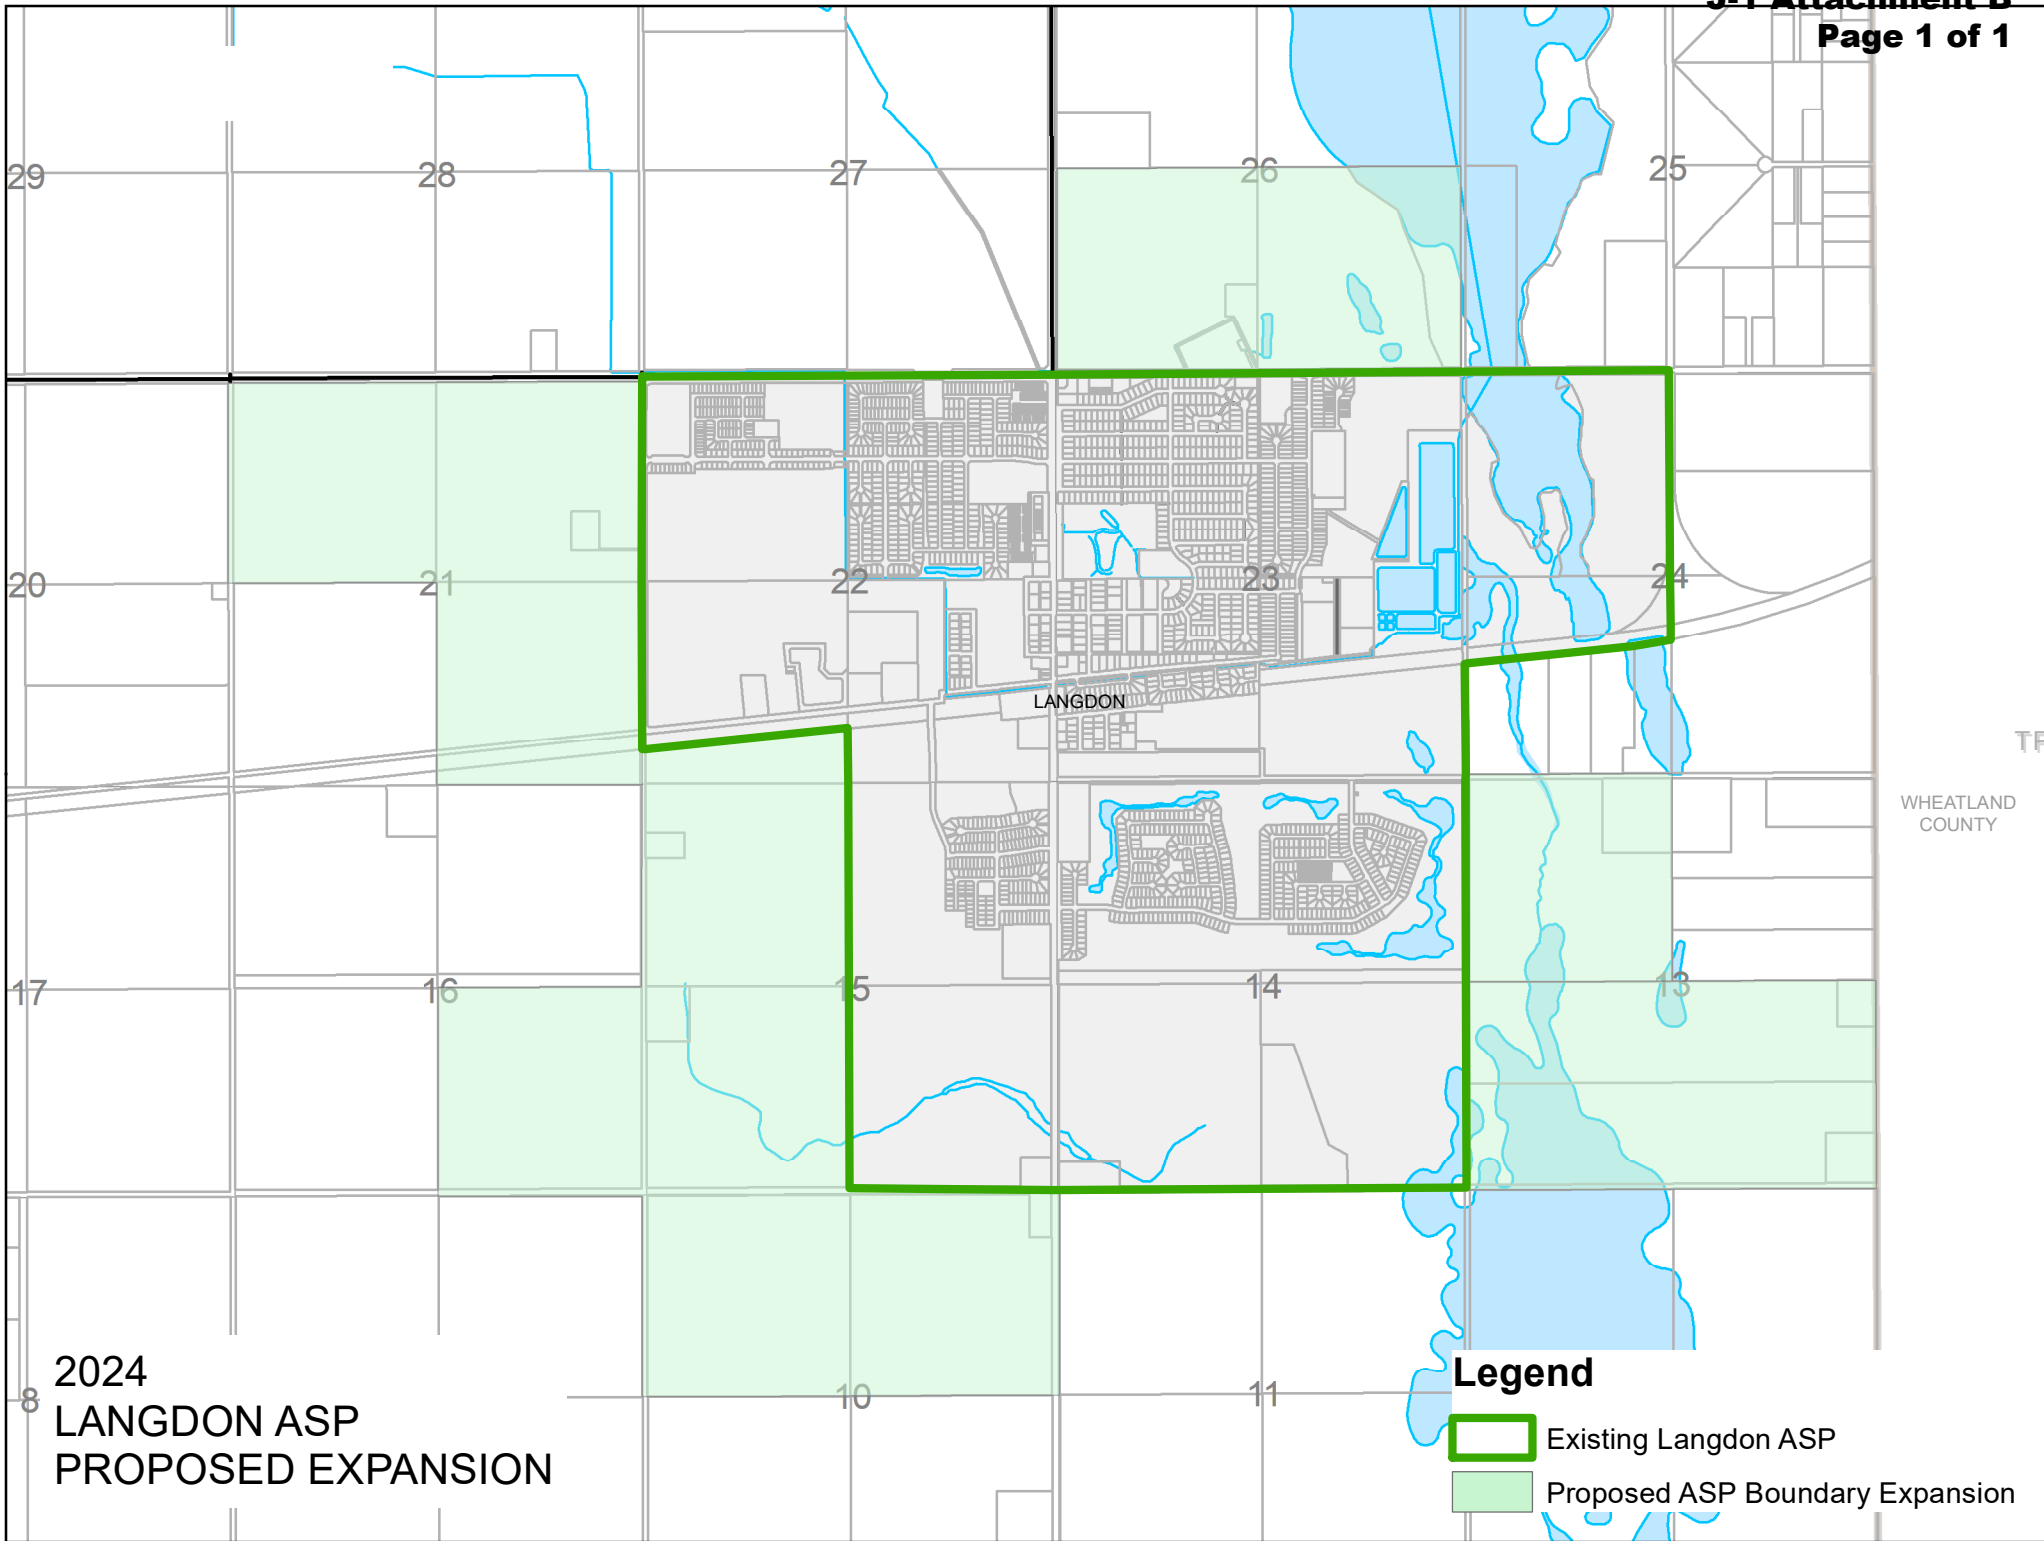 J-1 Attachment B
Page 1 of 1
29
28
27
26
25
20
21
22
23
24
LANGDON
WHEATLAND
COUNTY
17
16
15
14
13
8
10
11
2024
LANGDON ASP
PROPOSED EXPANSION
Legend
Existing Langdon ASP
Proposed ASP Boundary Expansion